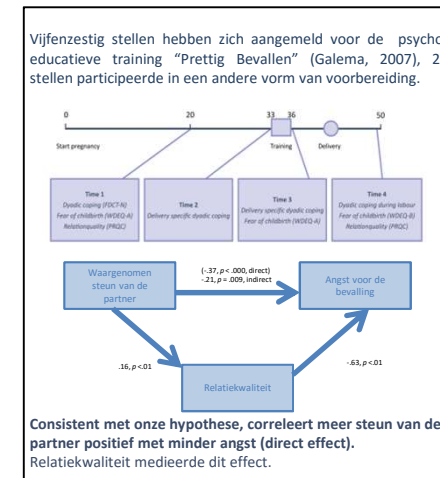 Vijfenzestig stellen hebben zich aangemeld voor de psycho
educatieve training “Prettig Bevallen” (Galema, 2007), 2
stellen participeerde in een andere vorm van voorbereiding.
0 20 33 36 50
Start pregnancy Training Delivery
Time 1
Dyadic coping (FDCT-N)
Fear of childbirth (WDEQ-A)
Relationquality (PRQC)
Time 2
Delivery specific dyadic coping
Time 3
Delivery specific dyadic coping
Fear of childbirth (WDEQ-A)
Time 4
Dyadic coping during labour
Fear of childbirth (WDEQ-B)
Relationquality (PRQC)
Waargenomen
steun van de
partner
(-.37, p < .000, direct)
-.21, p = .009, indirect
Angst voor de
bevalling
.16, p <.01
-.63, p <.01
Relatiekwaliteit
Consistent met onze hypothese, correleert meer steun van de
partner positief met minder angst (direct effect).
Relatiekwaliteit medieerde dit effect.